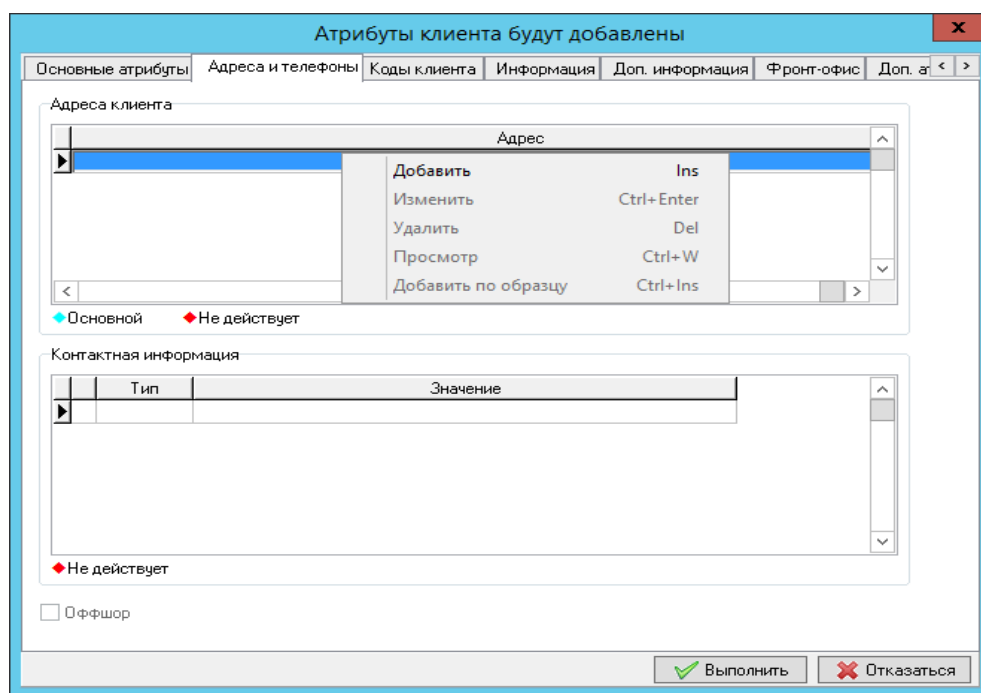 Атрибуты клиента будут добавлены
x
Основные атрибуты Адреса и телефоны Коды клиента Информация Доп. информация Фронт-офис Доп. а
Адреса клиента
Адрес
Добавить Ins
Изменить Ctrl+Enter
Удалить Del
Просмотр Ctrl+W
Добавить по образцу Ctrl+Ins
Основной Не действует
Контактная информация
Тип Значение
Не действует
Оффшор
Выполнить Отказаться